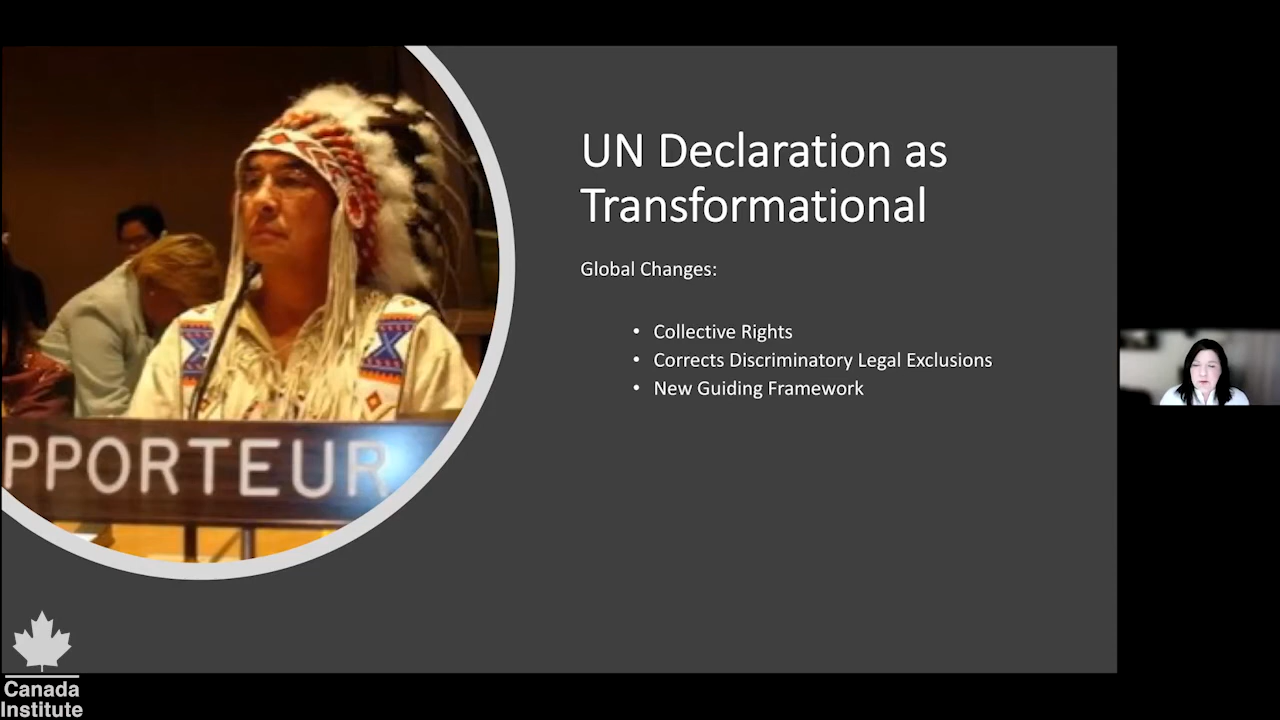 UN Declaration as
Transformational
Global Changes:
• Collective Rights
• Corrects Discriminatory Legal Exclusions
• New Guiding Framework
PPORTEUR
Canada
Institute